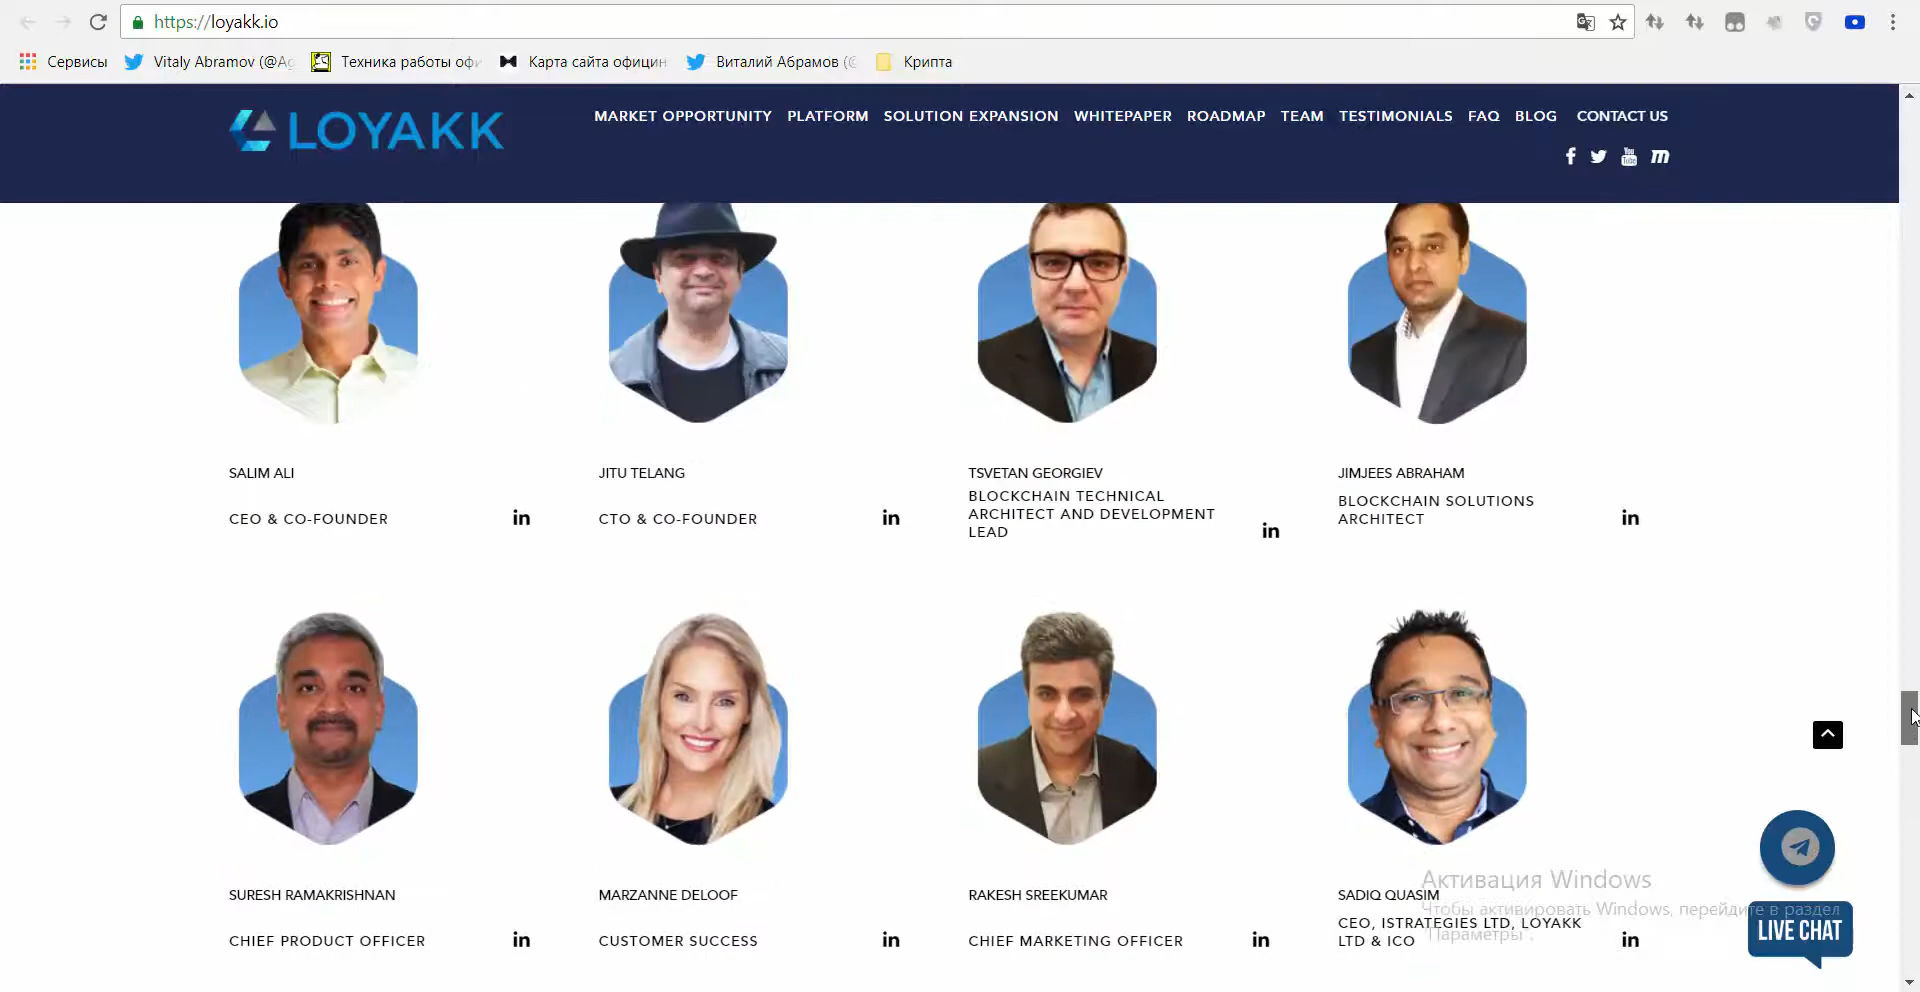 https://loyakk.io
Сервисы
Vitaly Abramov (@Ag
Техника работы офи
Карта сайта официн
Виталий Абрамов (@
Крипта
LOYAKK
MARKET OPPORTUNITY PLATFORM SOLUTION EXPANSION WHITEPAPER ROADMAP TEAM TESTIMONIALS FAQ BLOG CONTACT US
f You Tube m
SALIM ALI
CEO & CO-FOUNDER in
JITU TELANG
CTO & CO-FOUNDER in
TSVETAN GEORGIEV
BLOCKCHAIN TECHNICAL
ARCHITECT AND DEVELOPMENT
LEAD in
JIMJEES ABRAHAM
BLOCKCHAIN SOLUTIONS
ARCHITECT in
SURESH RAMAKRISHNAN
CHIEF PRODUCT OFFICER in
MARZANNE DELOOF
CUSTOMER SUCCESS in
RAKESH SREEKUMAR
CHIEF MARKETING OFFICER in
SADIQ QUASIM
CEO, ISTRATEGIES LTD, LOYAKK
LTD & ICO in
Активация Windows
Чтобы активировать Windows, перейдите в раздел
"Параметры".
LIVE CHAT